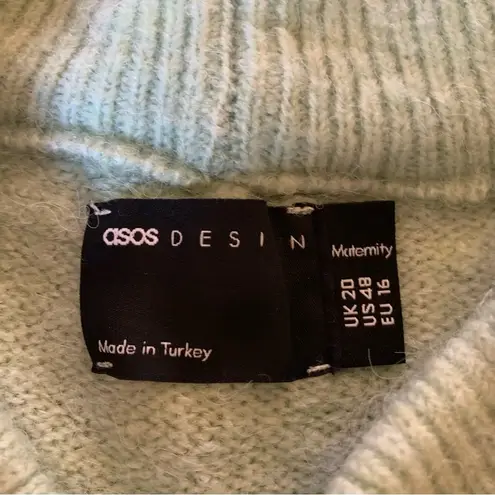 asos DESIN
Made in Turkey
Maternity
UK 20
US 48
EU 16